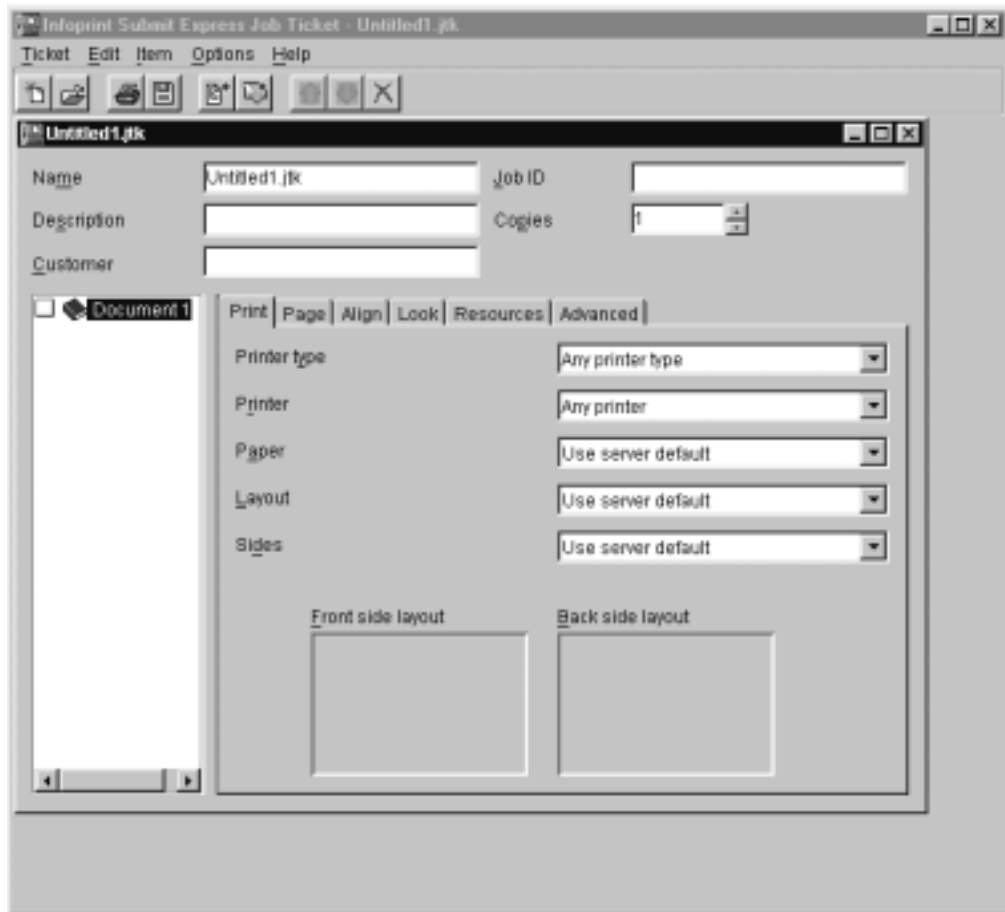 Infoprint Submit Express Job Ticket - Untitled1.jtk
Ticket Edit Item Options Help
Untitled1.jtk
Name Untitled1.jtk Job ID
Description Copies 1
Customer
Document 1 Print Page Align Look Resources Advanced
Printer type Any printer type
Printer Any printer
Paper Use server default
Layout Use server default
Sides Use server default
Front side layout Back side layout